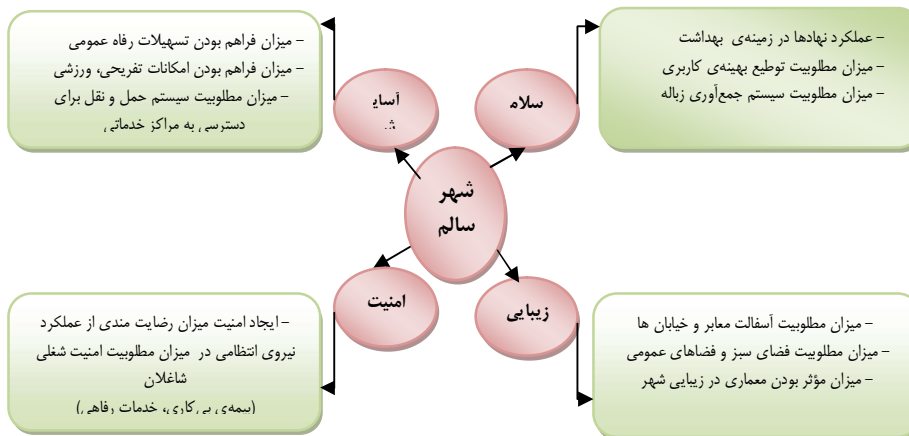 – عملکرد نهادها در زمینه‌ی بهداشت
– میزان مطلوبیت توطیع بهینه‌ی کاربری
– میزان مطلوبیت سیستم جمع‌آوری زباله
– میزان فراهم بودن تسهیلات رفاه عمومی
– میزان فراهم بودن امکانات تفریحی، ورزشی
– میزان مطلوبیت سیستم حمل و نقل برای
دسترسی به مراکز خدماتی
سلام
آسای
ش
شهر
سالم
امنیت
زیبایی
– میزان مطلوبیت آسفالت معابر و خیابان ها
– میزان مطلوبیت فضای سبز و فضاهای عمومی
– میزان مؤثر بودن معماری در زیبایی شهر
– ایجاد امنیت میزان رضایت مندی از عملکرد
نیروی انتظامی در میزان مطلوبیت امنیت شغلی
شاغلان
(بیمه‌ی بی‌کاری، خدمات رفاهی)